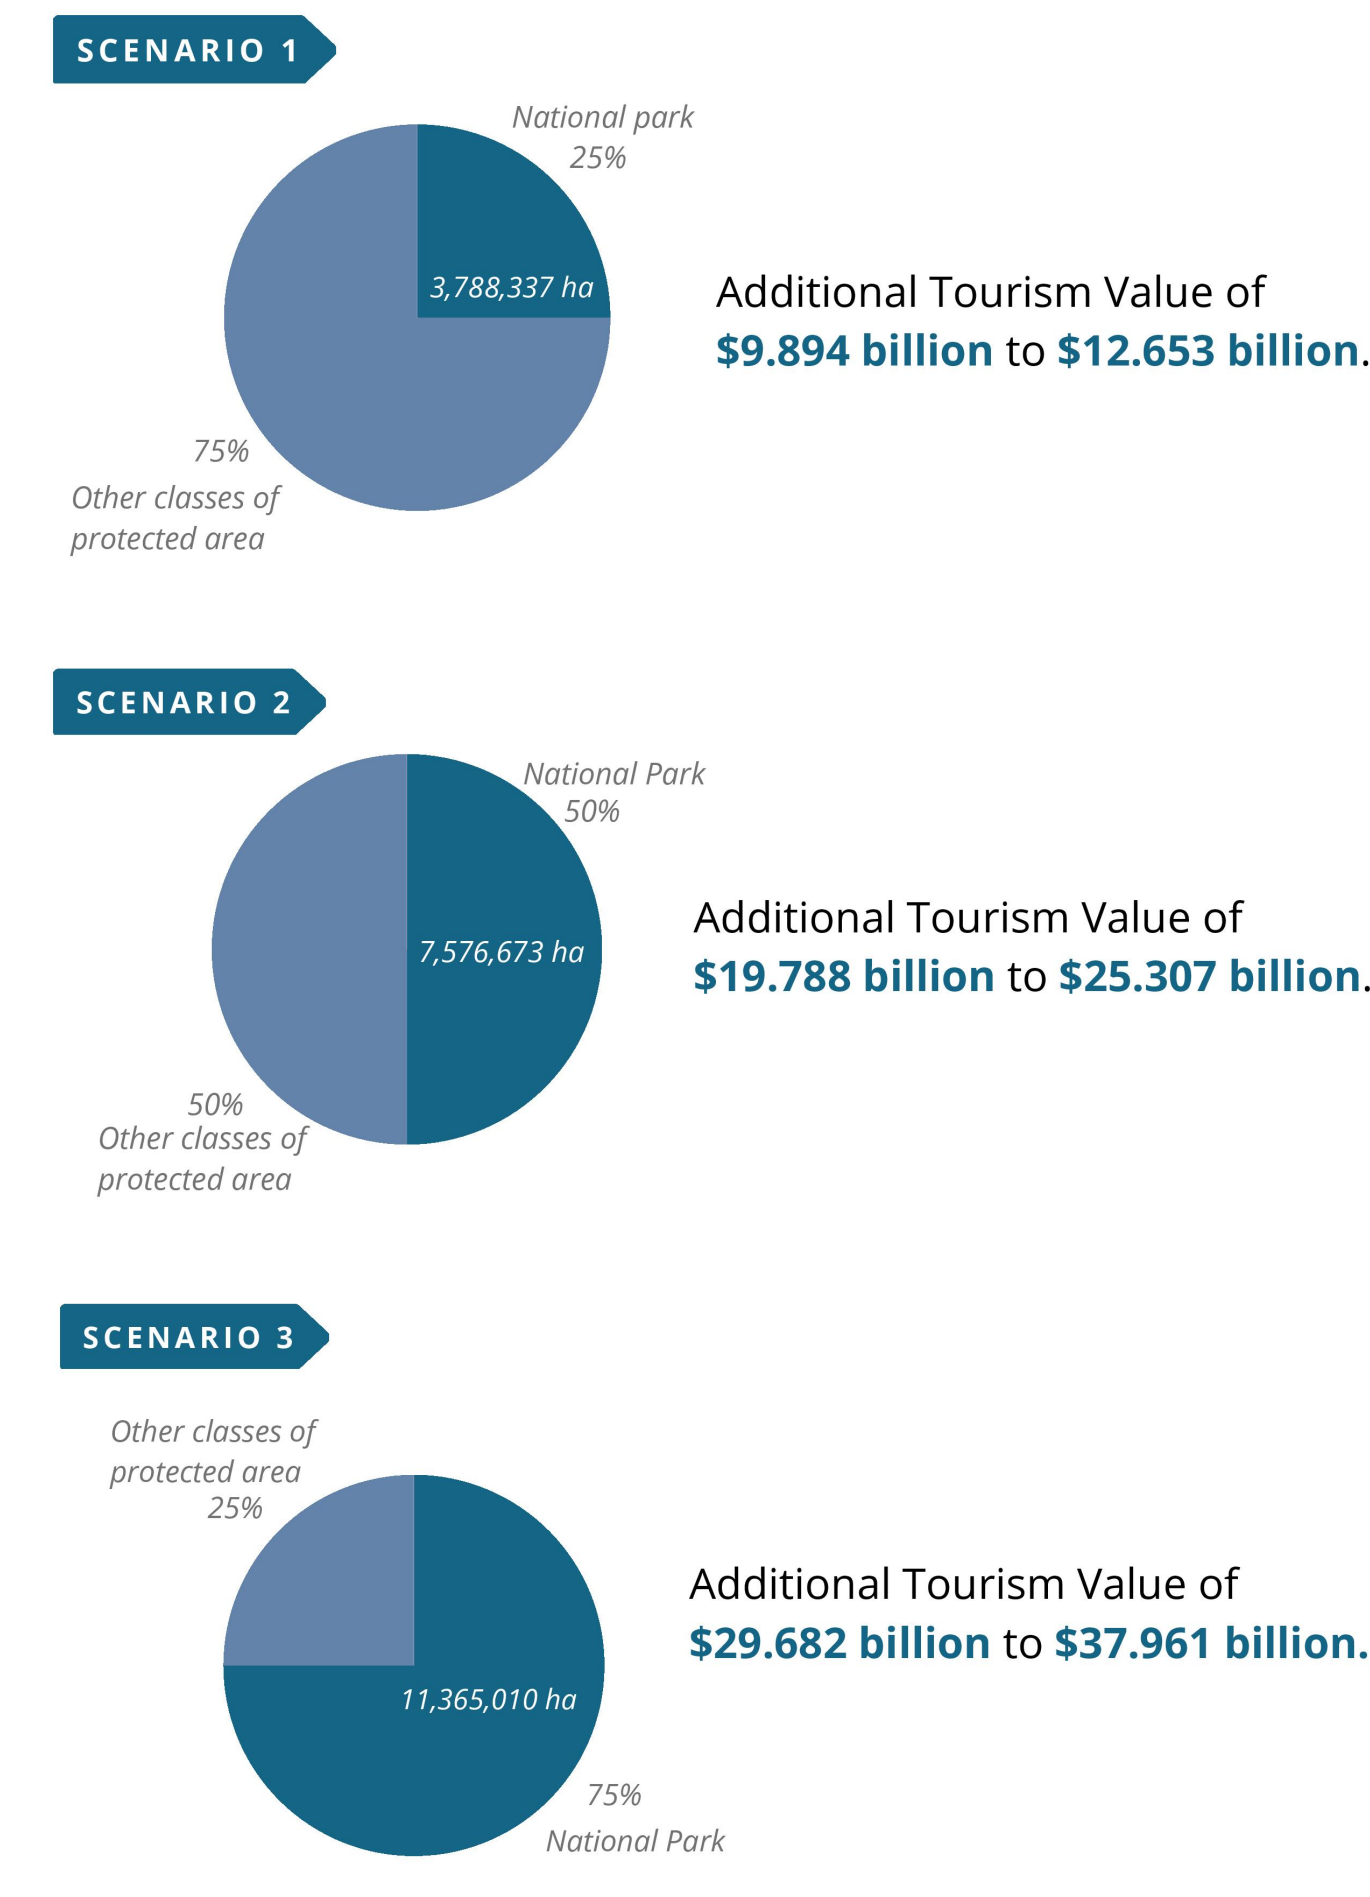 SCENARIO 1
National park
25%
3,788,337 ha
Additional Tourism Value of
$9.894 billion to $12.653 billion.
75%
Other classes of
protected area
SCENARIO 2
National Park
50%
7,576,673 ha
Additional Tourism Value of
$19.788 billion to $25.307 billion.
50%
Other classes of
protected area
SCENARIO 3
Other classes of
protected area
25%
Additional Tourism Value of
$29.682 billion to $37.961 billion.
11,365,010 ha
75%
National Park